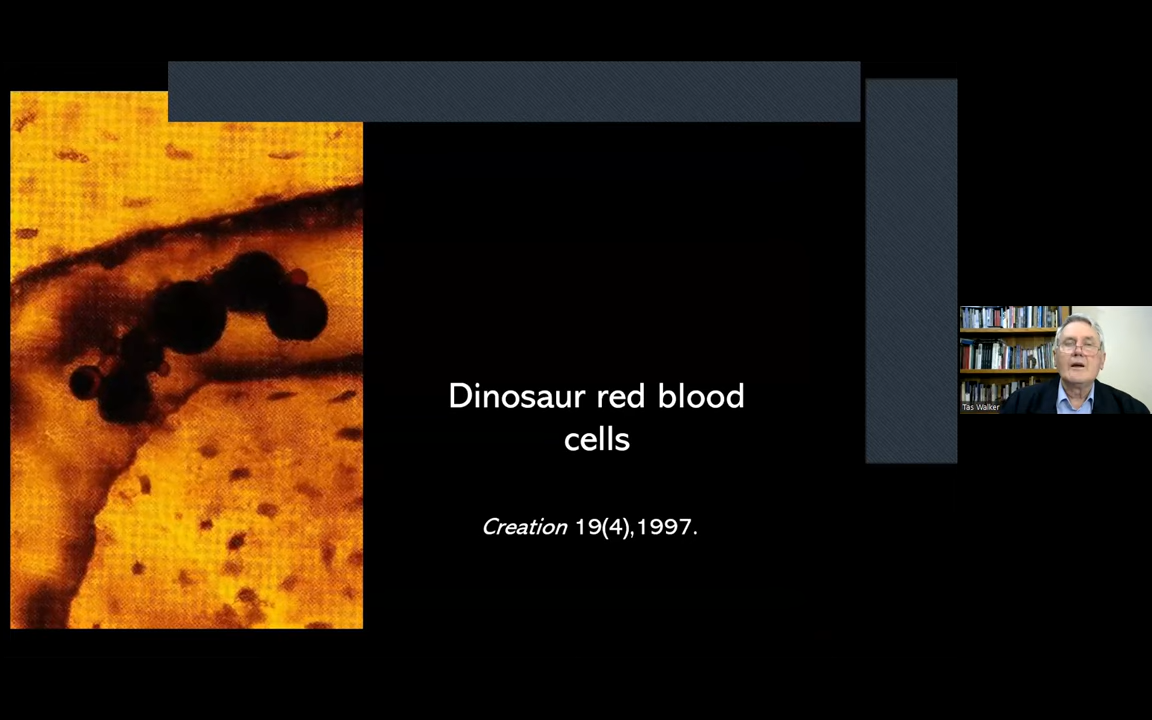 Dinosaur red blood
cells
Creation 19(4),1997.
Tas Walker